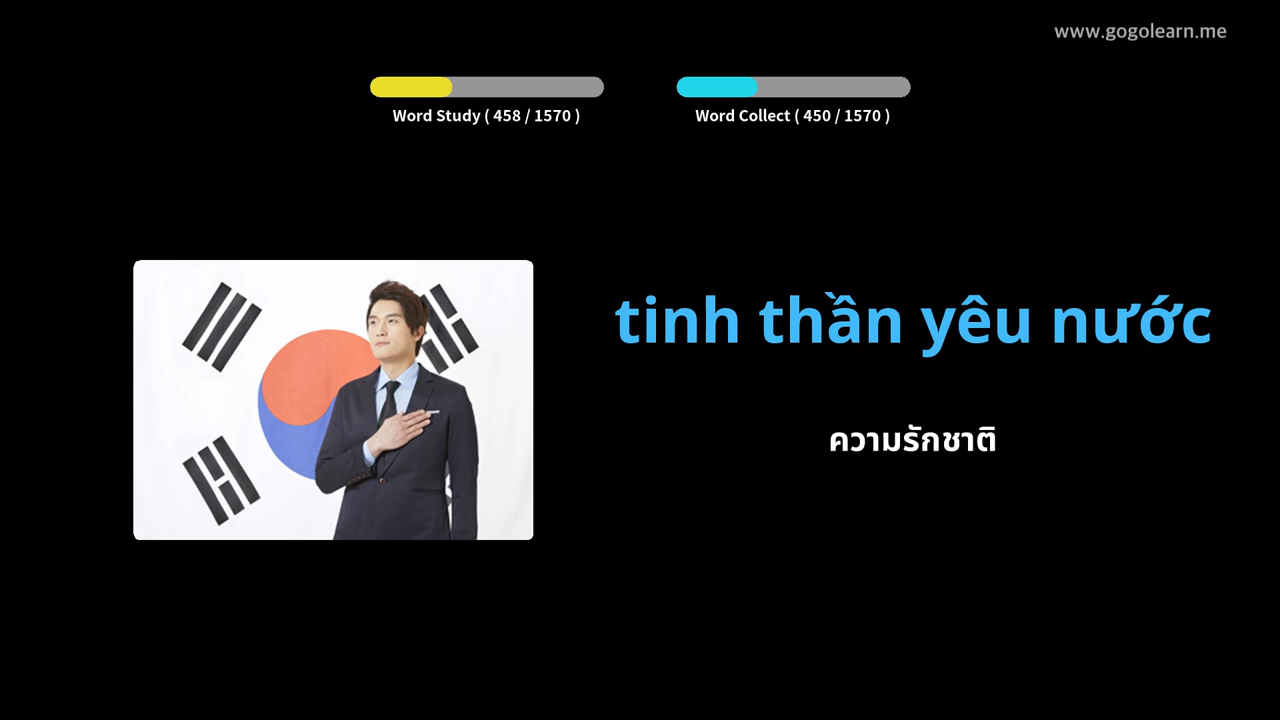 www.gogolearn.me
Word Study ( 458 / 1570 )
Word Collect ( 450 / 1570 )
tinh thần yêu nước
ความรักชาติ